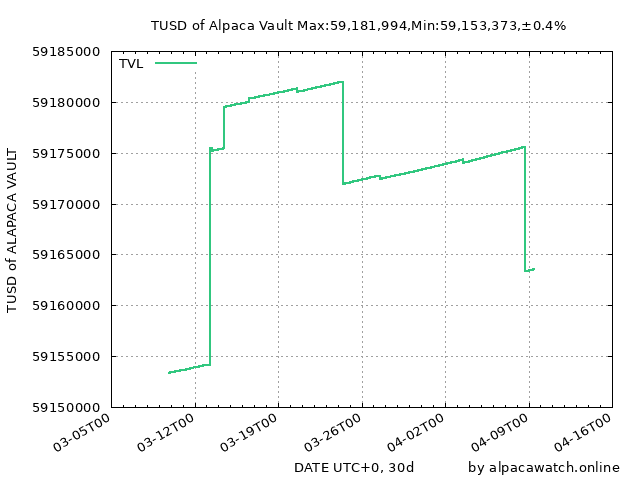 TUSD of Alpaca Vault Max:59,181,994,Min:59,153,373,±0.4%
TVL
59185000
59180000
59175000
59170000
59165000
59160000
59155000
59150000
TUSD of ALAPACA VAULT
03-05T00
03-12T00
03-19T00
03-26T00
04-02T00
04-09T00
04-16T00
DATE UTC+0, 30d
by alpacawatch.online